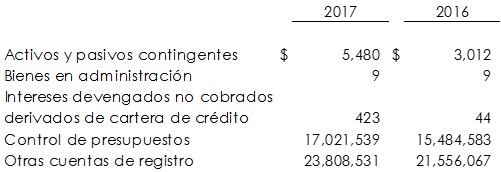 2017 2016
Activos y pasivos contingentes $ 5,480 $ 3,012
Bienes en administración 9 9
Intereses devengados no cobrados
derivados de cartera de crédito 423 44
Control de presupuestos 17,021,539 15,484,583
Otras cuentas de registro 23,808,531 21,556,067